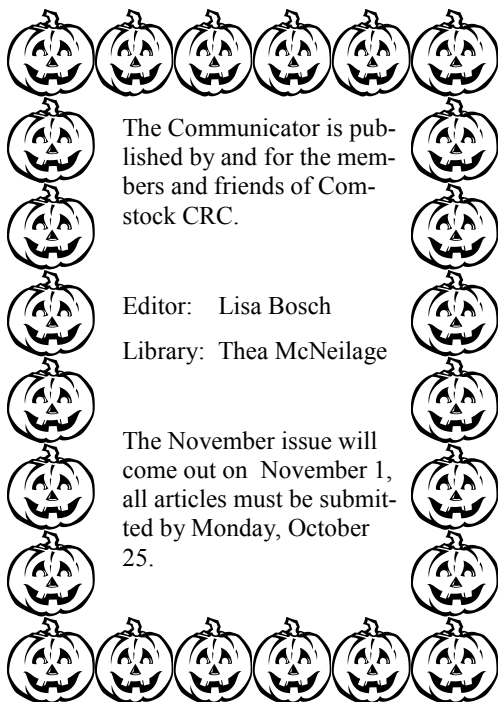 The Communicator is pub-
lished by and for the mem-
bers and friends of Com-
stock CRC.
Editor: Lisa Bosch
Library: Thea McNeilage
The November issue will
come out on November 1,
all articles must be submit-
ted by Monday, October
25.